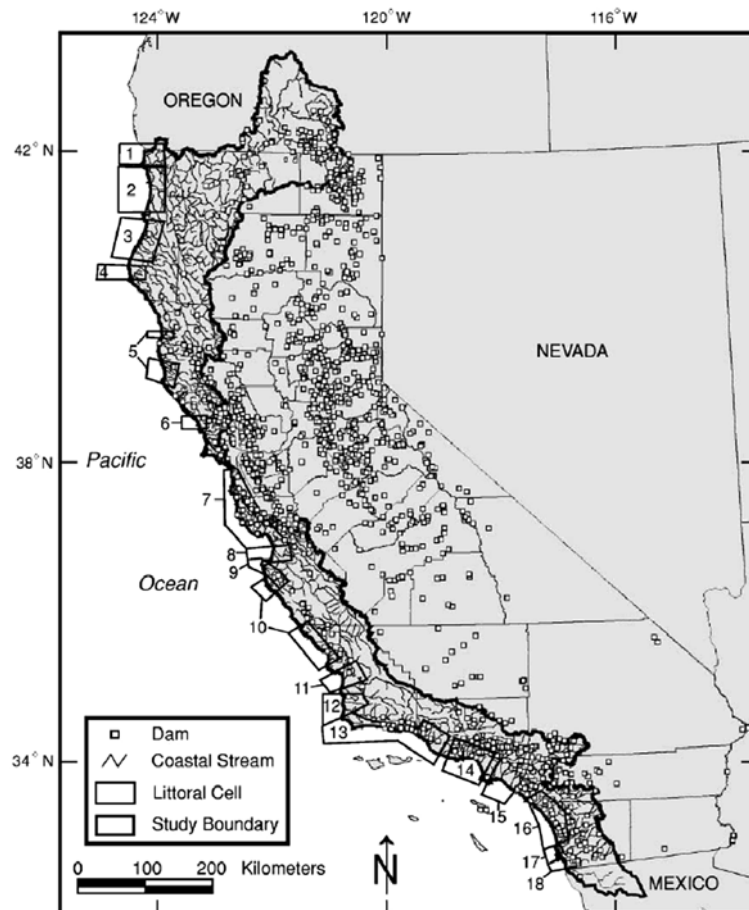 124°W
120°W
116°W
OREGON
42°N
1
2
3
4
5
NEVADA
6
38°N
Pacific
7
8
9
Ocean
10
11
12
13
Dam
Coastal Stream
Littoral Cell
Study Boundary
34°N
14
15
16
17
18
0 100 200 Kilometers
N
MEXICO